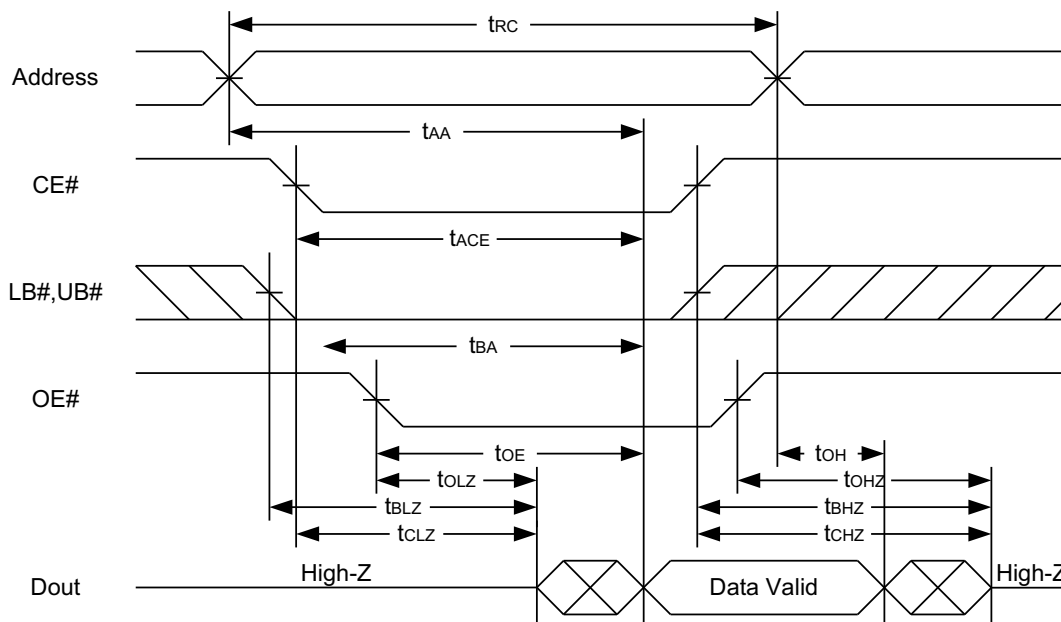 tRC
Address
tAA
CE#
tACE
LB#,UB#
tBA
OE#
tOE
tOH
tOLZ
tOHZ
tBLZ
tBHZ
tCLZ
tCHZ
Dout
High-Z
Data Valid
High-Z